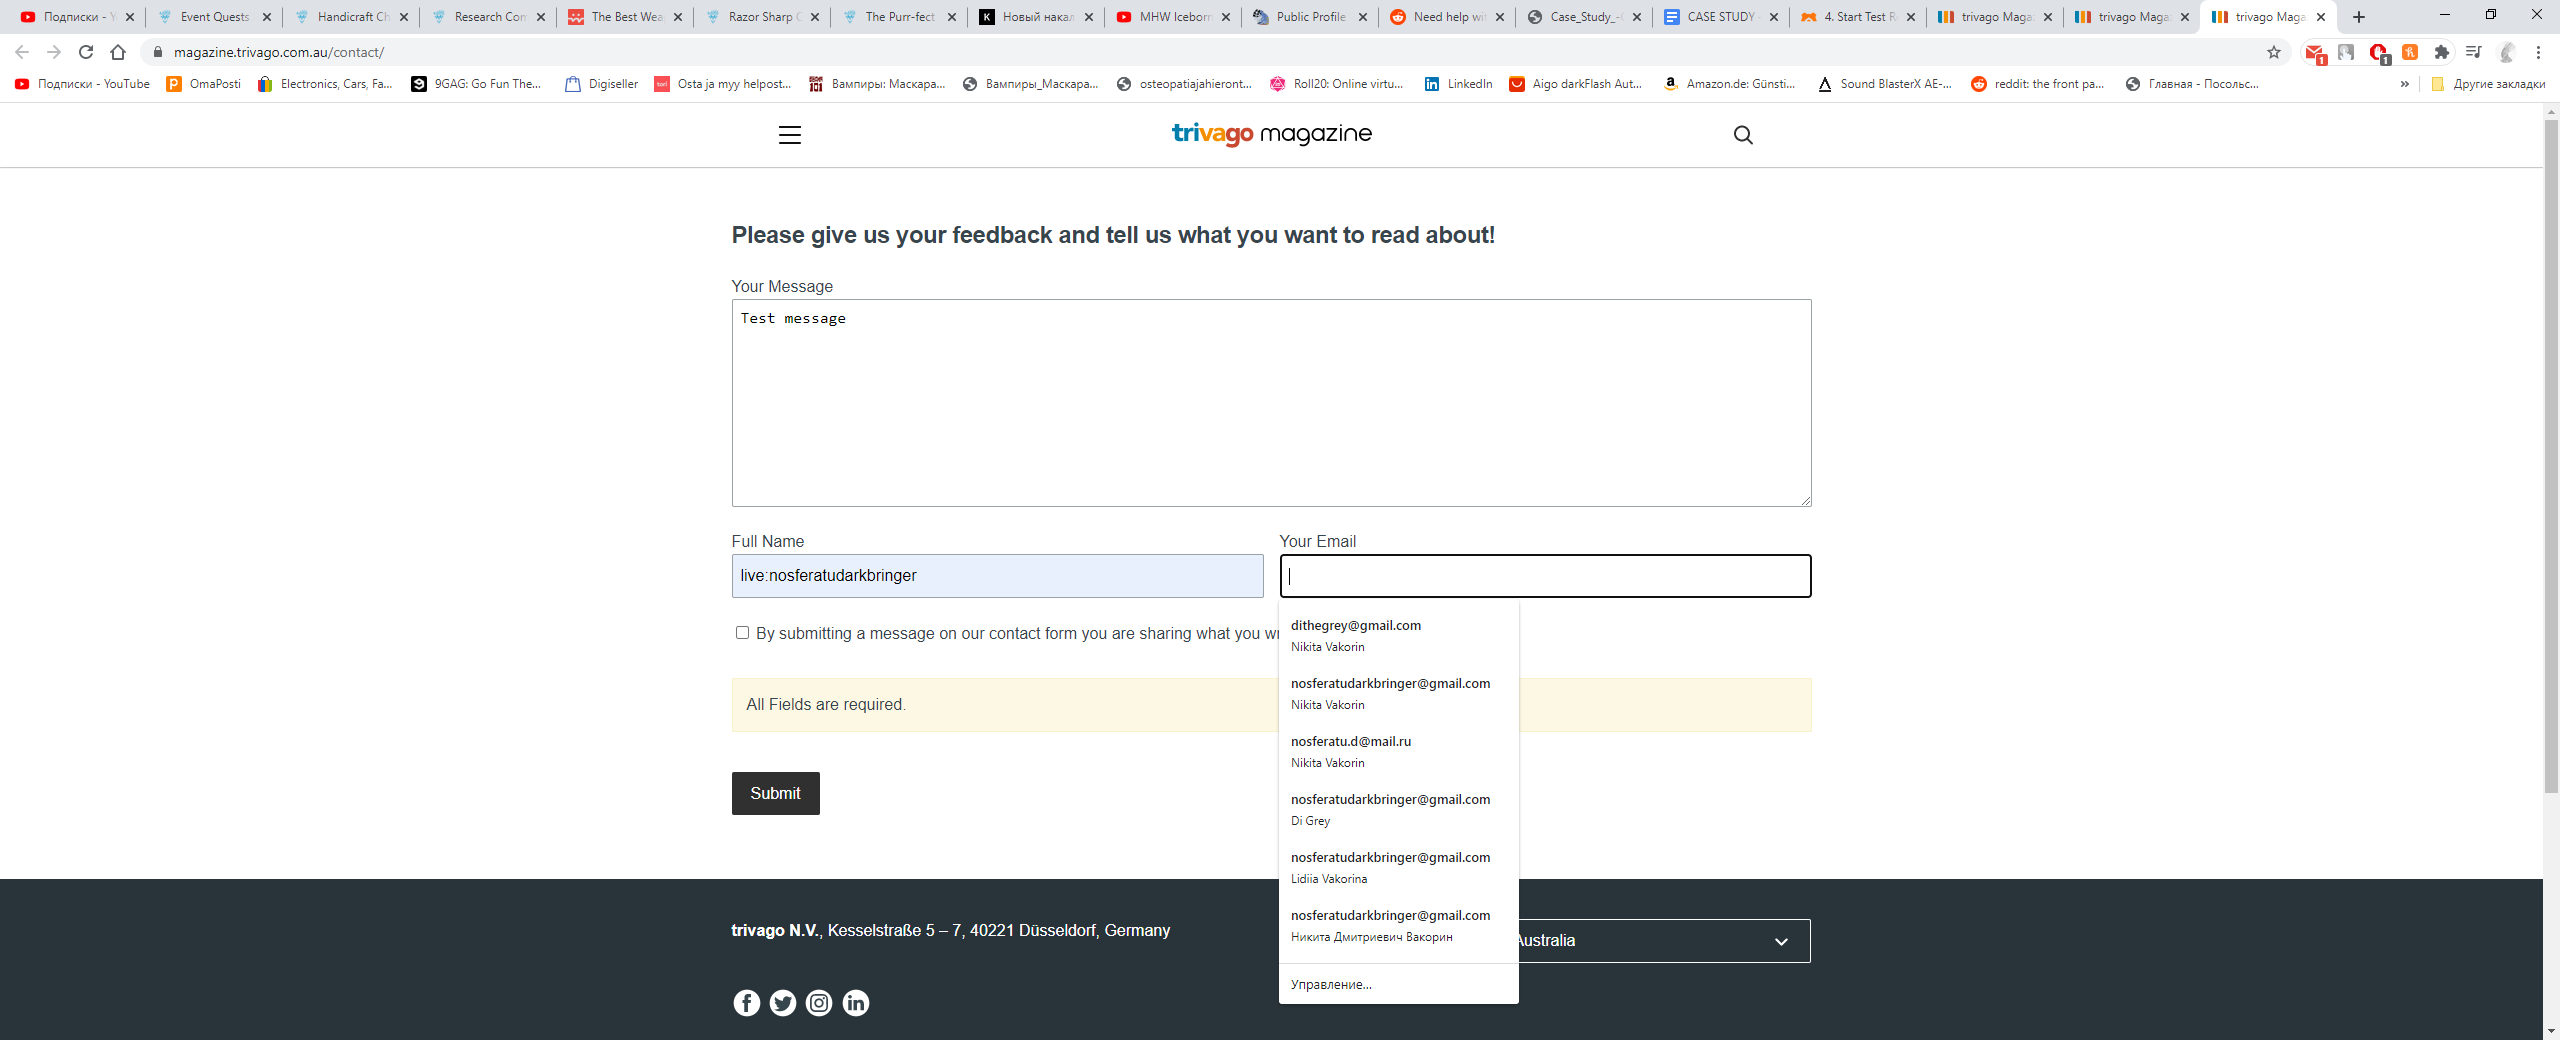 Подписки - Y
Event Quests
Handicraft Ch
Research Com
The Best Wea
Razor Sharp C
The Purr-fect
Новый накал
MHW Iceborn
Public Profile
Need help wit
Case_Study_-
CASE STUDY
4. Start Test R
trivago Maga
trivago Maga
trivago Maga
magazine.trivago.com.au/contact/
Подписки - YouTube
OmaPosti
Electronics, Cars, Fa...
9GAG: Go Fun The...
Digiseller
Osta ja myy helpost...
Вампиры: Маскара...
Вампиры_Маскара...
osteopatiajahieront...
Roll20: Online virtu...
LinkedIn
Aigo darkFlash Aut...
Amazon.de: Günsti...
Sound BlasterX AE-...
reddit: the front pa...
Главная - Посольс...
»
Другие закладки
trivago magazine
Please give us your feedback and tell us what you want to read about!
Your Message
Test message
Full Name
Your Email
live:nosferatudarkbringer
By submitting a message on our contact form you are sharing what you wr
dithegrey@gmail.com
Nikita Vakorin
nosferatudarkbringer@gmail.com
Nikita Vakorin
nosferatu.d@mail.ru
Nikita Vakorin
nosferatudarkbringer@gmail.com
Di Grey
nosferatudarkbringer@gmail.com
Lidiia Vakorina
nosferatudarkbringer@gmail.com
Никита Дмитриевич Вакорин
Управление...
All Fields are required.
Submit
trivago N.V., Kesselstraße 5 – 7, 40221 Düsseldorf, Germany
Australia